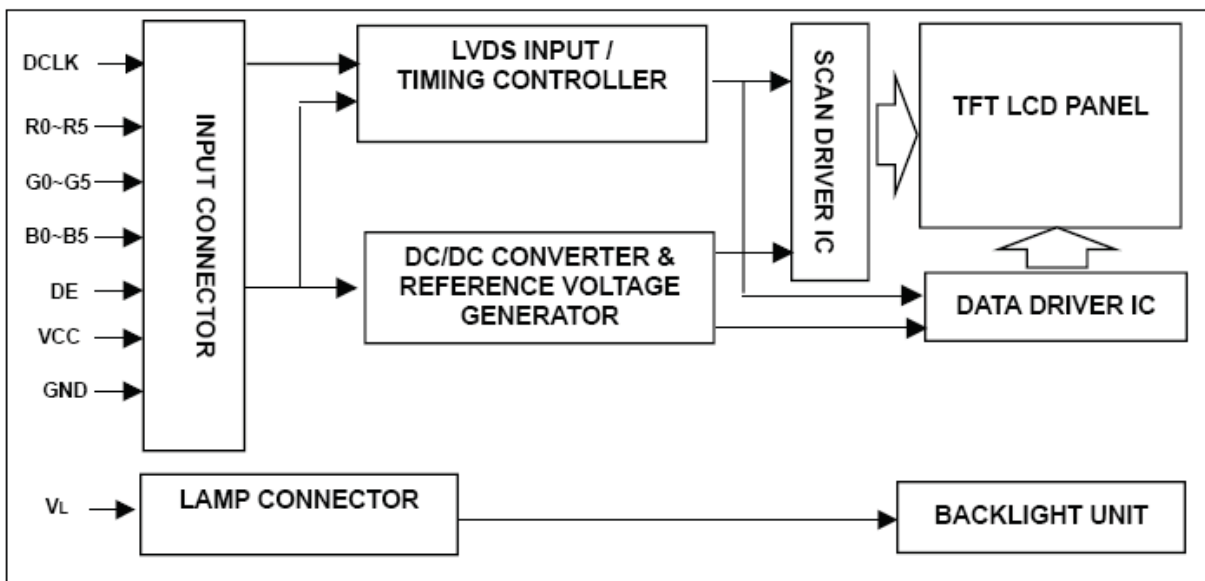 DCLK
R0~R5
G0~G5
B0~B5
DE
VCC
GND
INPUT CONNECTOR
LVDS INPUT /
TIMING CONTROLLER
DC/DC CONVERTER &
REFERENCE VOLTAGE
GENERATOR
SCAN DRIVER IC
TFT LCD PANEL
DATA DRIVER IC
VL
LAMP CONNECTOR
BACKLIGHT UNIT